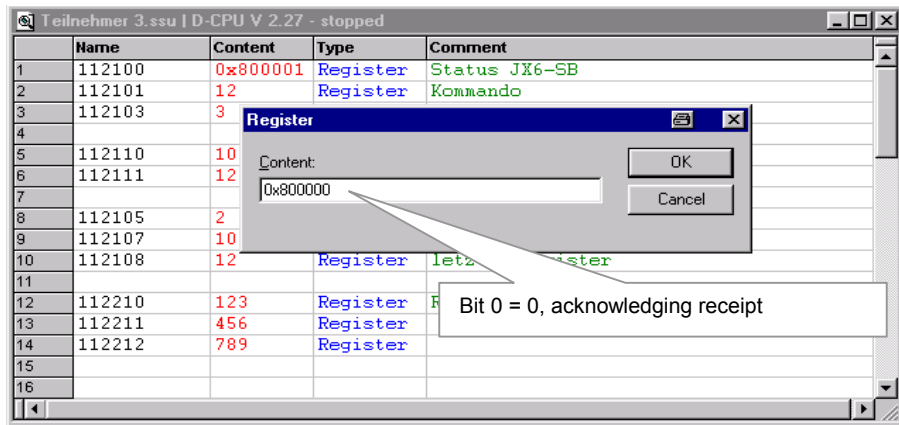 Teilnehmer 3.ssu | D-CPU V 2.27 - stopped
Name Content Type Comment
1 112100 0x800001 Register Status JX6-SB
2 112101 12 Register Kommando
3 112103 3
4
5 112110 10
6 112111 12
7
8 112105 2
9 112107 10
10 112108 12 Register letz ister
11
12 112210 123 Register
13 112211 456 Register
14 112212 789 Register
15
16
Register
Content:
0x800000
OK
Cancel
Bit 0 = 0, acknowledging receipt